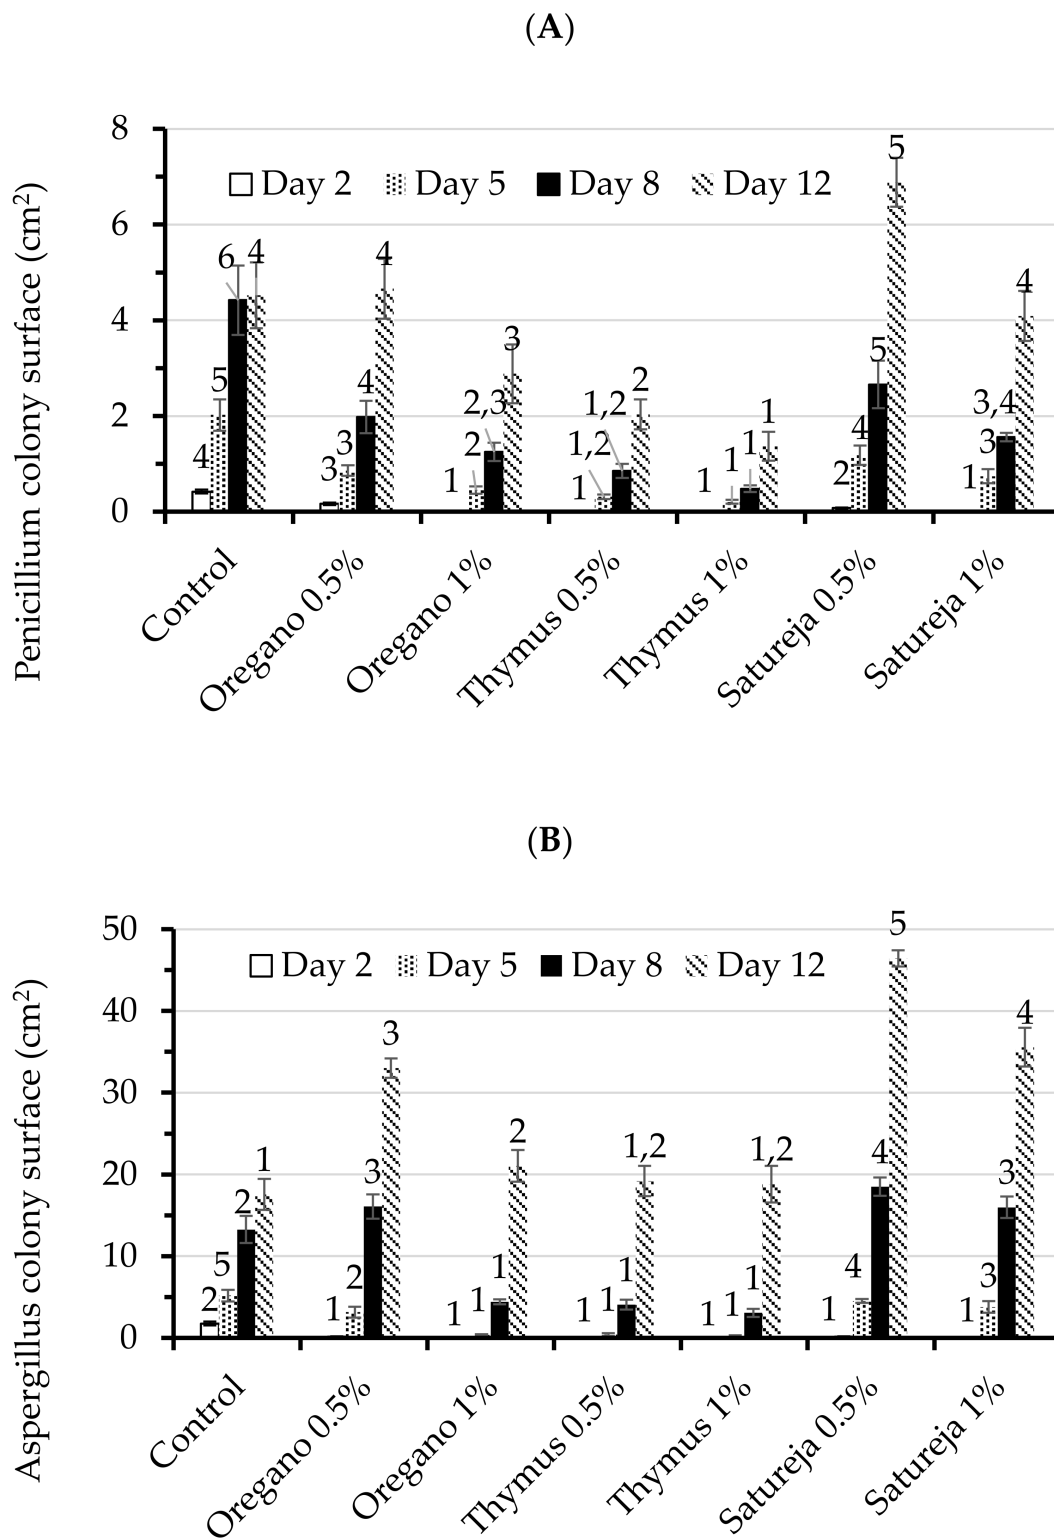 (A)
Penicillium colony surface (cm²)
8
6
4
2
0
Day 2 Day 5 Day 8 Day 12
4 5 6 4
3 3 4 4
1 2 2,3 3
1 1,2 1,2 2
1 1 1 1
2 4 5 5
1 3 3,4 4
Control
Oregano 0.5%
Oregano 1%
Thymus 0.5%
Thymus 1%
Satureja 0.5%
Satureja 1%
(B)
Aspergillus colony surface (cm²)
50
40
30
20
10
0
Day 2 Day 5 Day 8 Day 12
2 5 2 1
1 2 3 3
1 1 1 2
1 1 1 1,2
1 1 1 1,2
1 4 4 5
1 3 3 4
Control
Oregano 0.5%
Oregano 1%
Thymus 0.5%
Thymus 1%
Satureja 0.5%
Satureja 1%